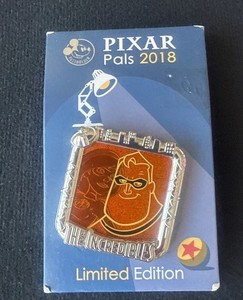 PIXAR
Pals 2018
THE INCREDIBLES
Limited Edition